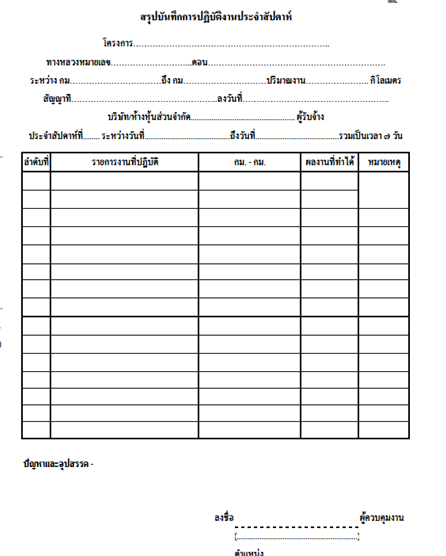 สรุปบันทึกการปฏิบัติงานประจำสัปดาห์
โครงการ.................................................................
ทางหลวงหมายเลข...........................ตอน............................................................
ระหว่าง กม...............................ถึง กม............................ปริมาณงาน..................... กิโลเมตร
สัญญาที่................................................ลงวันที่.................................................
บริษัท/ห้างหุ้นส่วนจำกัด.................................................. ผู้รับจ้าง
ประจำสัปดาห์ที่........ ระหว่างวันที่........................................ถึงวันที่........................................รวมเป็นเวลา ๗ วัน
ลำดับที่ รายการงานที่ปฏิบัติ กม. - กม. ผลงานที่ทำได้ หมายเหตุ
ปัญหาและอุปสรรค -
ลงชื่อ ผู้ควบคุมงาน
(..........................................................)
ตำแหน่ง